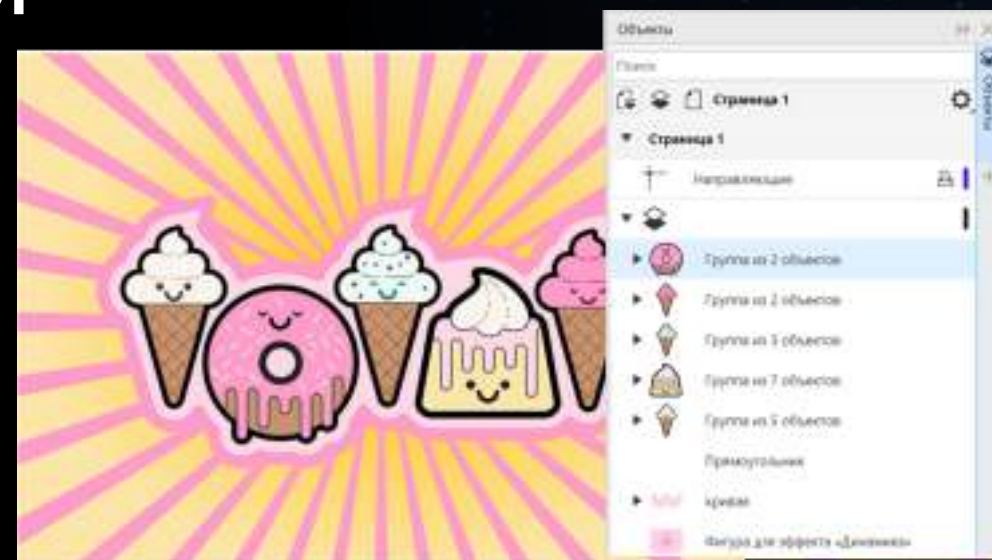 Объекты
Поиск
Страница 1
Страница 1
Направляющие
Группа из 2 объектов
Группа из 2 объектов
Группа из 3 объектов
Группа из 7 объектов
Группа из 5 объектов
Прямоугольник
кривая
Фигура для эффекта «Динамика»
Объекты